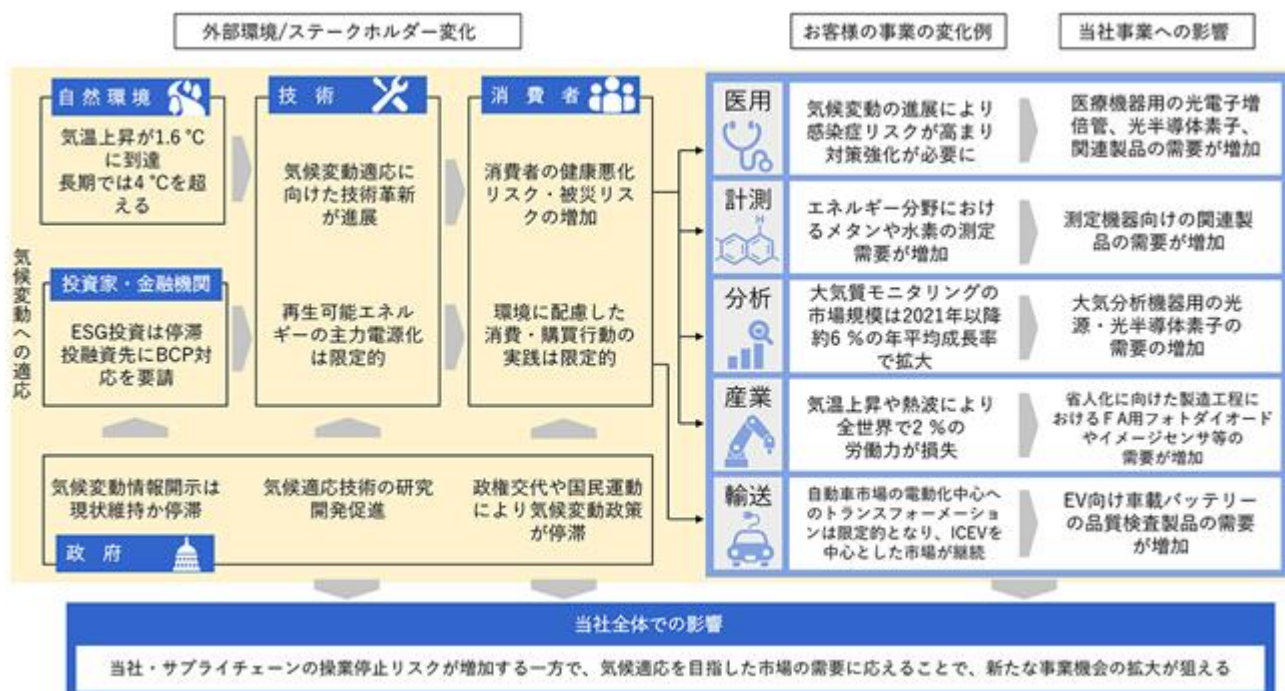 外部環境/ステークホルダー変化
お客様の事業の変化例
当社事業への影響
気候変動への適応
自然環境
気温上昇が1.6 ℃
に到達
長期では4 ℃を超
える
投資家・金融機関
ESG投資は停滞
投融資先にBCP対
応を要請
技術
気候変動適応に
向けた技術革新
が進展
再生可能エネル
ギーの主力電源化
は限定的
消費者
消費者の健康悪化
リスク・被災リス
クの増加
環境に配慮した
消費・購買行動の
実践は限定的
気候変動情報開示は
現状維持か停滞
気候適応技術の研究
開発促進
政権交代や国民運動
により気候変動政策
が停滞
政府
医用
気候変動の進展により
感染症リスクが高まり
対策強化が必要に
医療機器用の光電子増
倍管、光半導体素子、
関連製品の需要が増加
計測
H
エネルギー分野におけ
るメタンや水素の測定
需要が増加
測定機器向けの関連製
品の需要が増加
分析
大気質モニタリングの
市場規模は2021年以降
約6 %の年平均成長率
で拡大
大気分析機器用の光
源・光半導体素子の
需要の増加
産業
気温上昇や熱波により
全世界で2 %の
労働力が損失
省人化に向けた製造工程に
おけるＦＡ用フォトダイオード
やイメージセンサ等の
需要が増加
輸送
自動車市場の電動化中心へ
のトランスフォーメーショ
ンは限定的となり、ICEVを
中心とした市場が継続
EV向け車載バッテリー
の品質検査製品の需要
が増加
当社全体での影響
当社・サプライチェーンの操業停止リスクが増加する一方で、気候適応を目指した市場の需要に応えることで、新たな事業機会の拡大が狙える